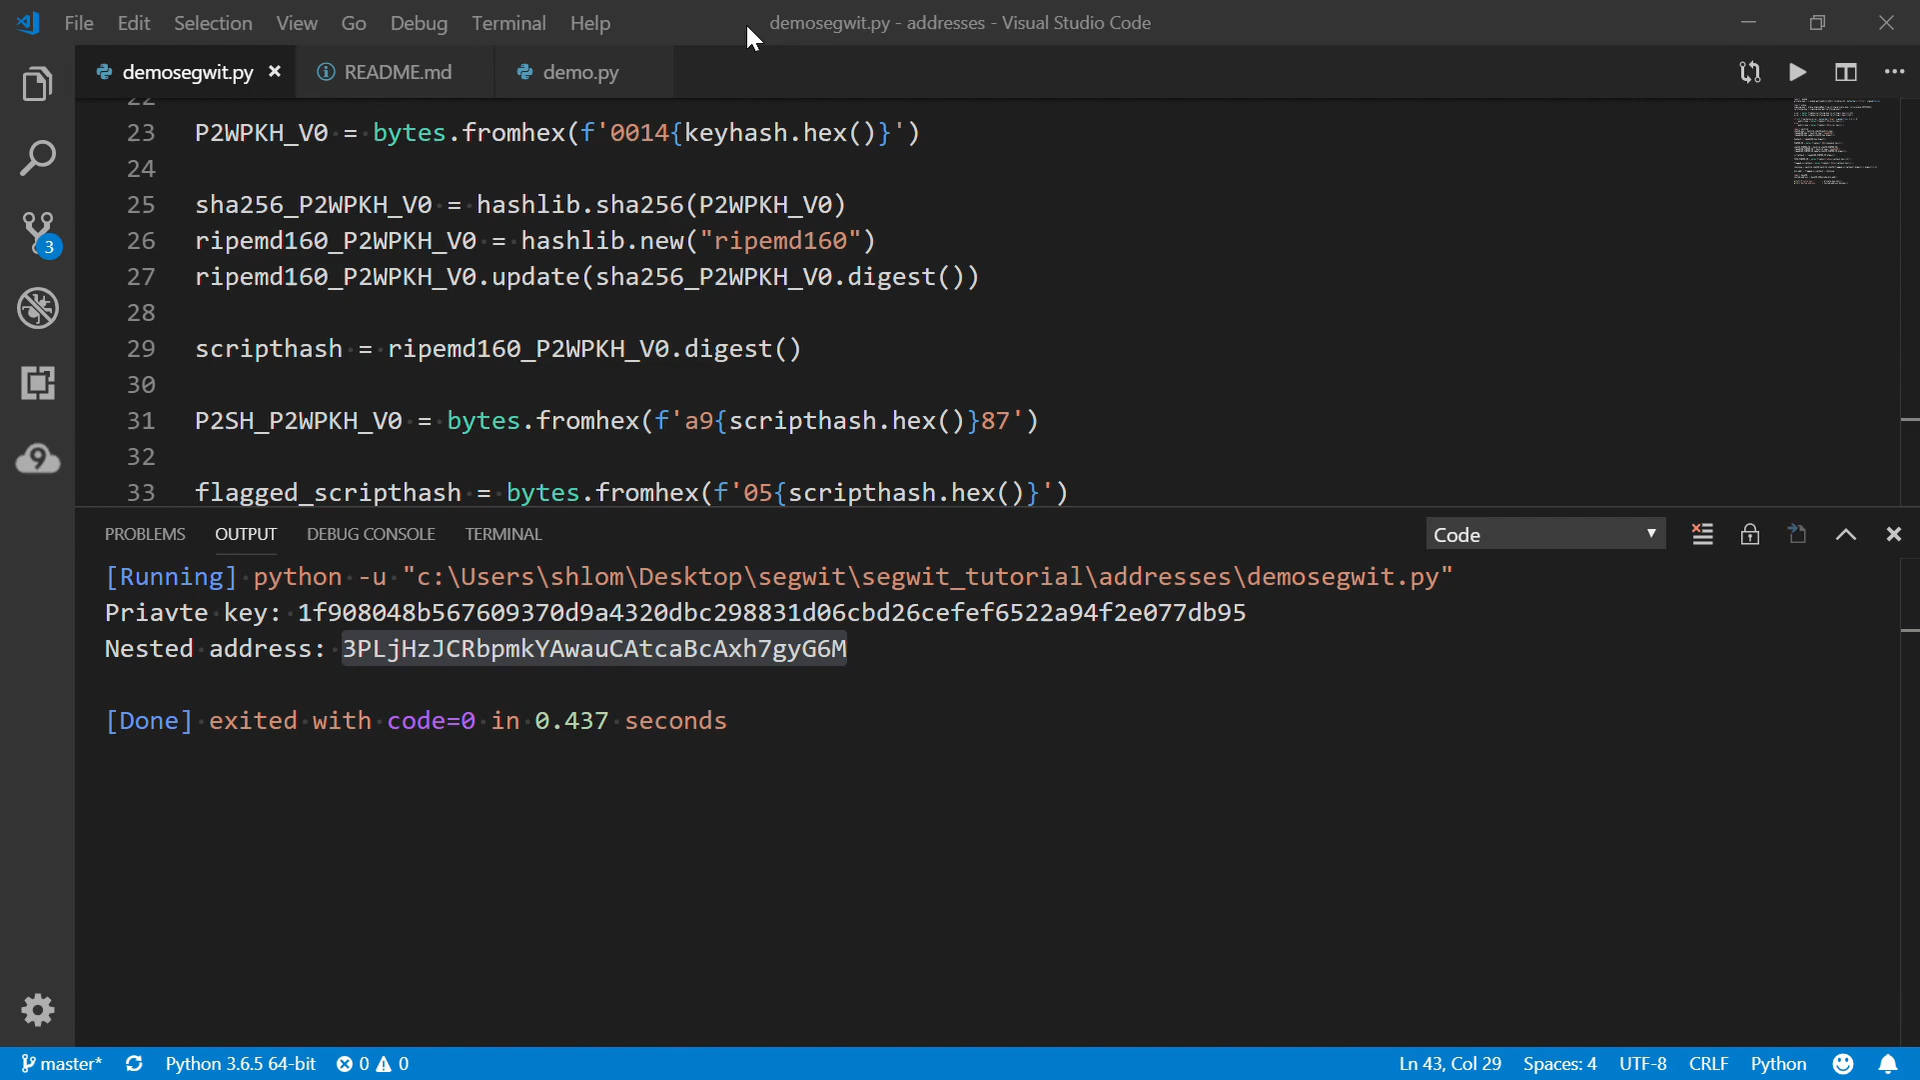 File Edit Selection View Go Debug Terminal Help demosegwit.py - addresses - Visual Studio Code
demosegwit.py README.md demo.py
22
23 P2WPKH_V0 = bytes.fromhex(f'0014{keyhash.hex()}')
24
25 sha256_P2WPKH_V0 = hashlib.sha256(P2WPKH_V0)
26 ripemd160_P2WPKH_V0 = hashlib.new("ripemd160")
27 ripemd160_P2WPKH_V0.update(sha256_P2WPKH_V0.digest())
28
29 scripthash = ripemd160_P2WPKH_V0.digest()
30
31 P2SH_P2WPKH_V0 = bytes.fromhex(f'a9{scripthash.hex()}87')
32
33 flagged_scripthash = bytes.fromhex(f'05{scripthash.hex()}')
3
9
PROBLEMS OUTPUT DEBUG CONSOLE TERMINAL Code
[Running] python -u "c:\Users\shlom\Desktop\segwit\segwit_tutorial\addresses\demosegwit.py"
Priavte key: 1f908048b567609370d9a4320dbc298831d06cbd26cefef6522a94f2e077db95
Nested address: 3PLjHzJCRbpmkYAwauCAtcaBcAxh7gyG6M
[Done] exited with code=0 in 0.437 seconds
master* Python 3.6.5 64-bit 0 0 Ln 43, Col 29 Spaces: 4 UTF-8 CRLF Python